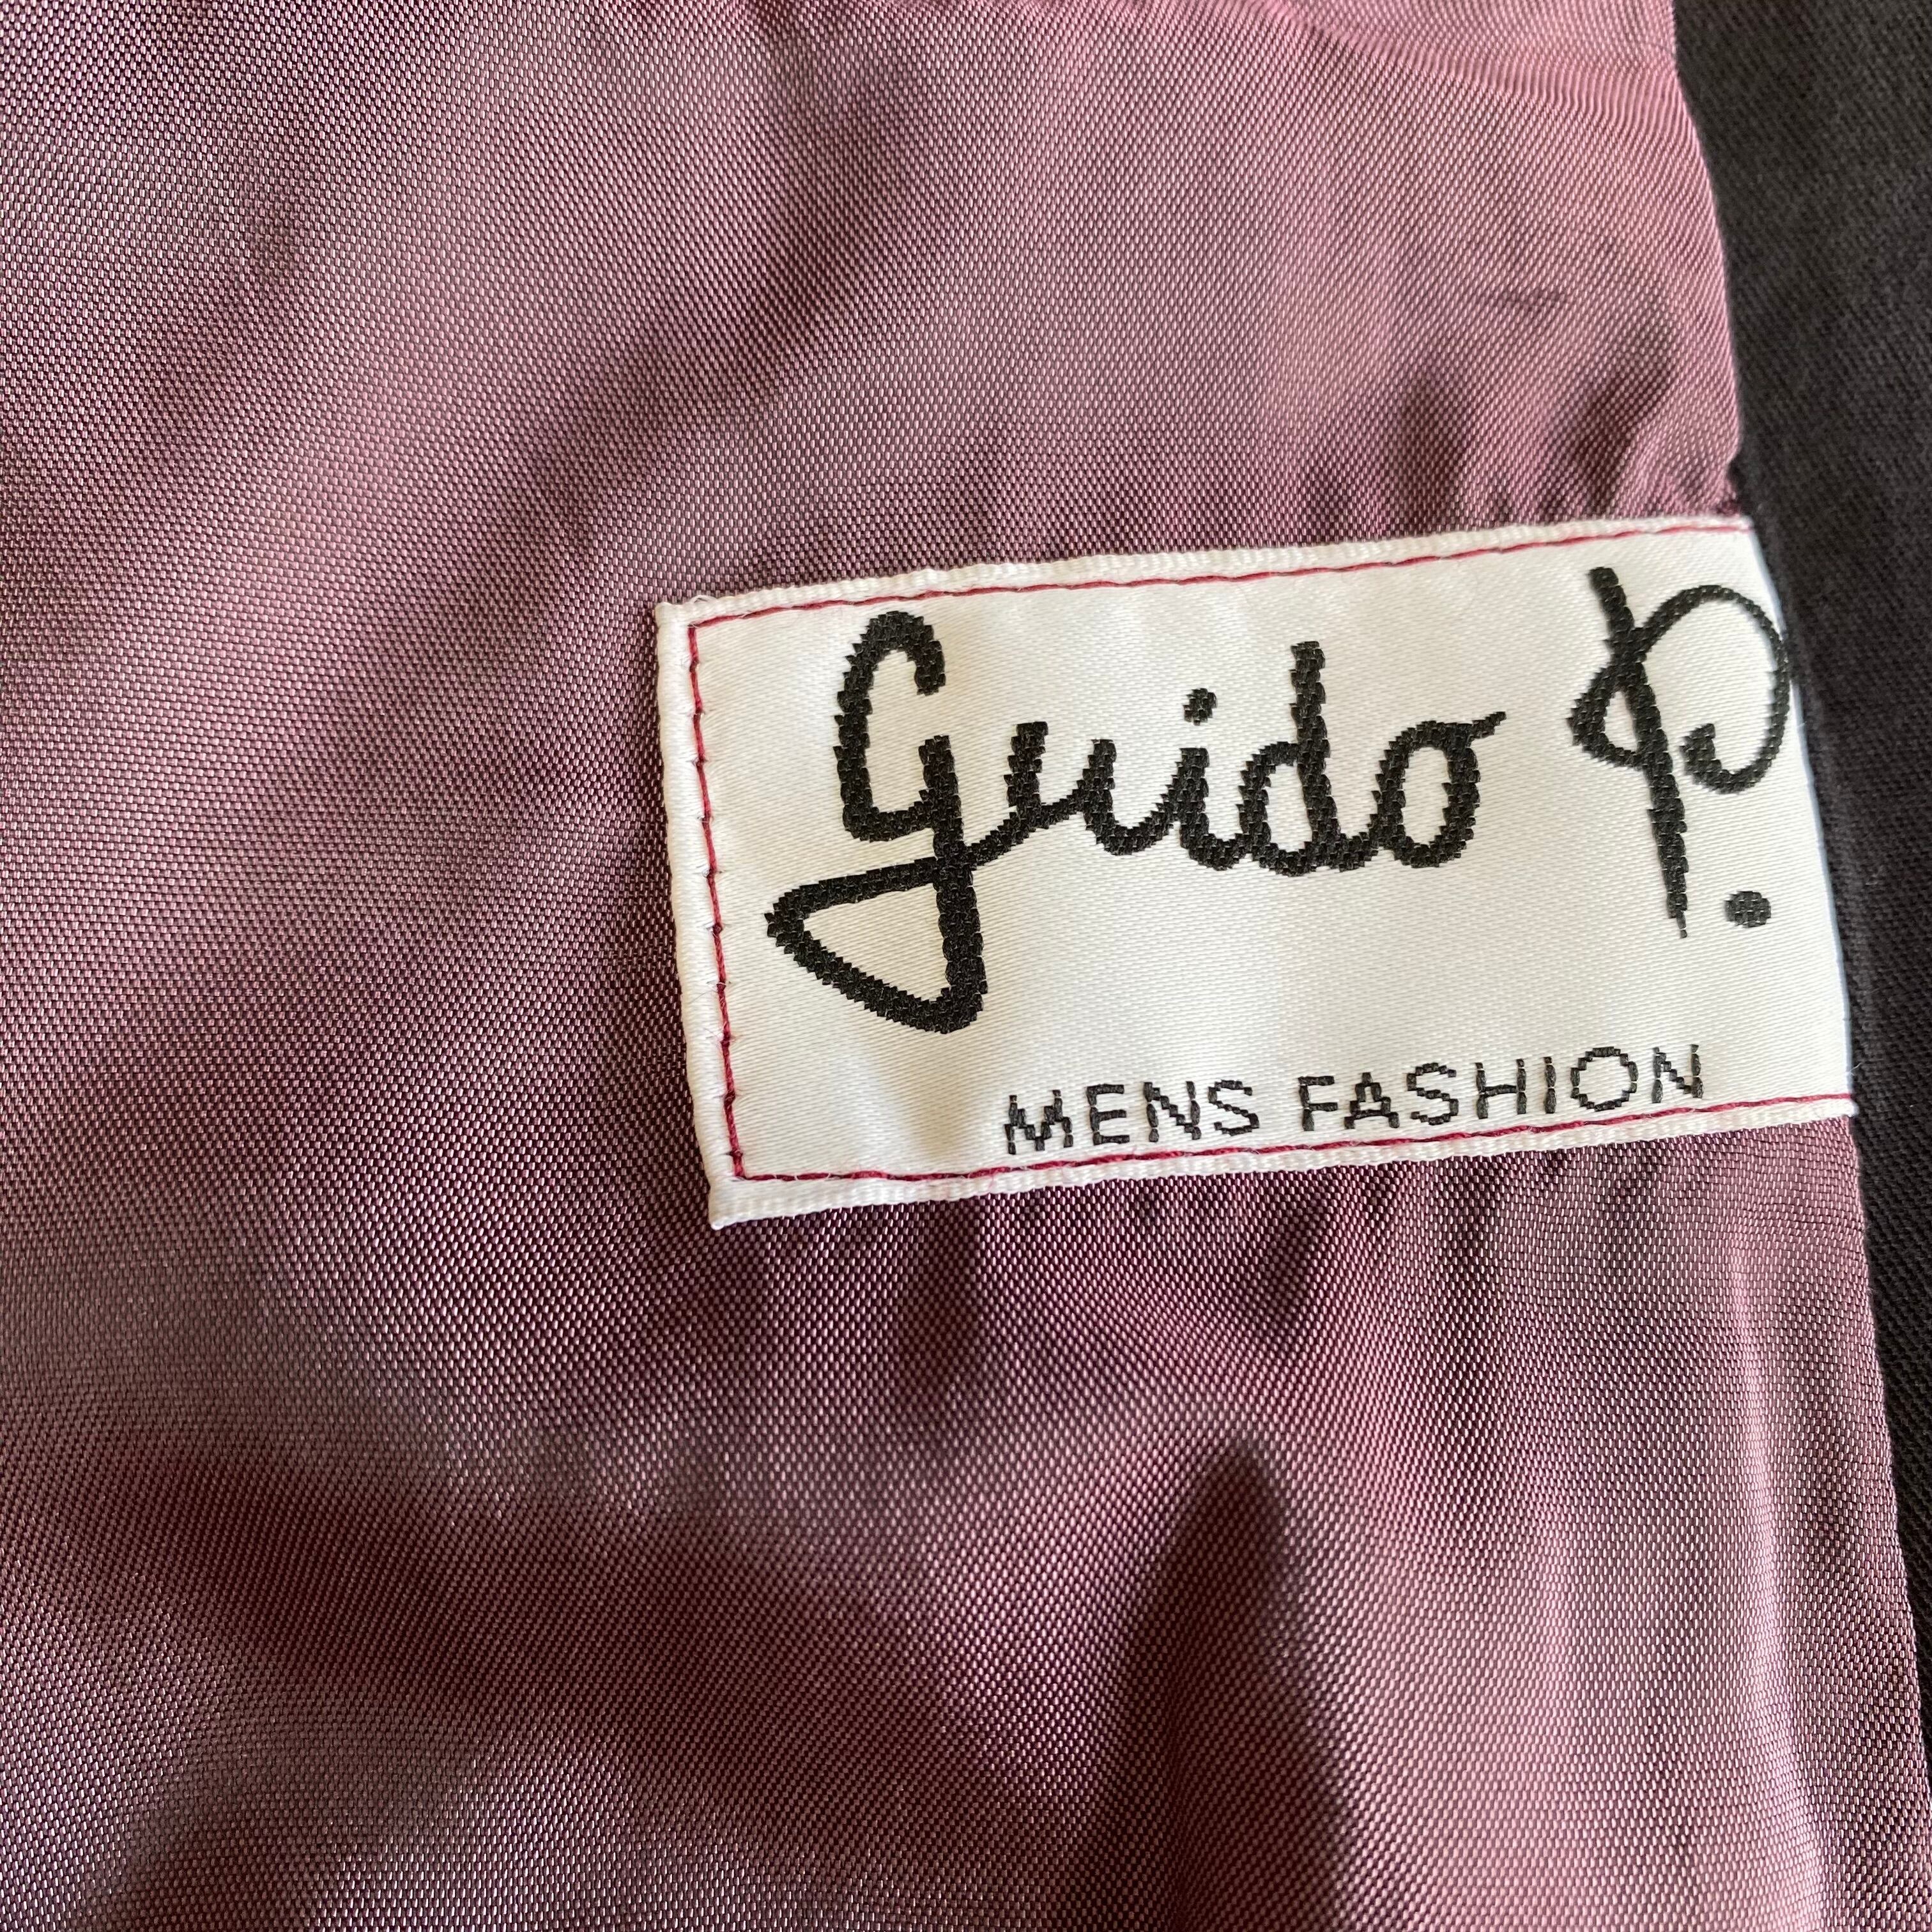 Guido P.
MENS FASHION